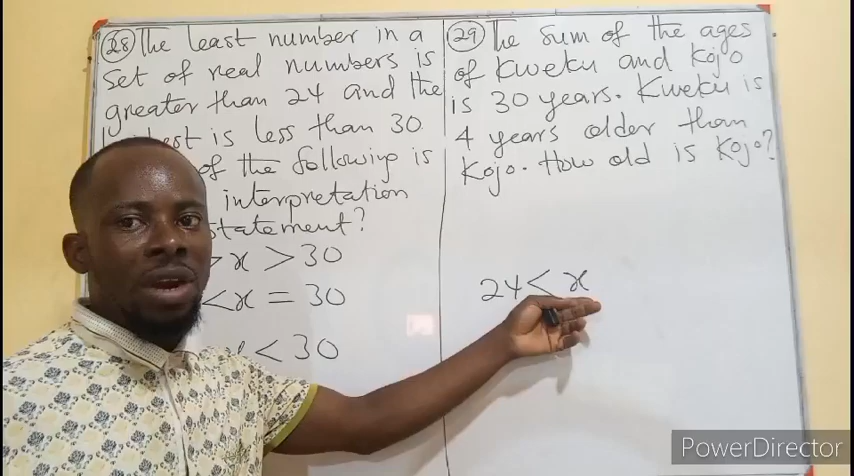 28 The least number in a
set of real numbers is
greater than 24 and the
est is less than 30
of the following is
interpretation
statement?
x > 30
< x = 30
< 30
29 The sum of the ages
of Kweku and Kojo
is 30 years. Kweku is
4 years older than
Kojo. How old is Kojo?
24 < x
PowerDirector